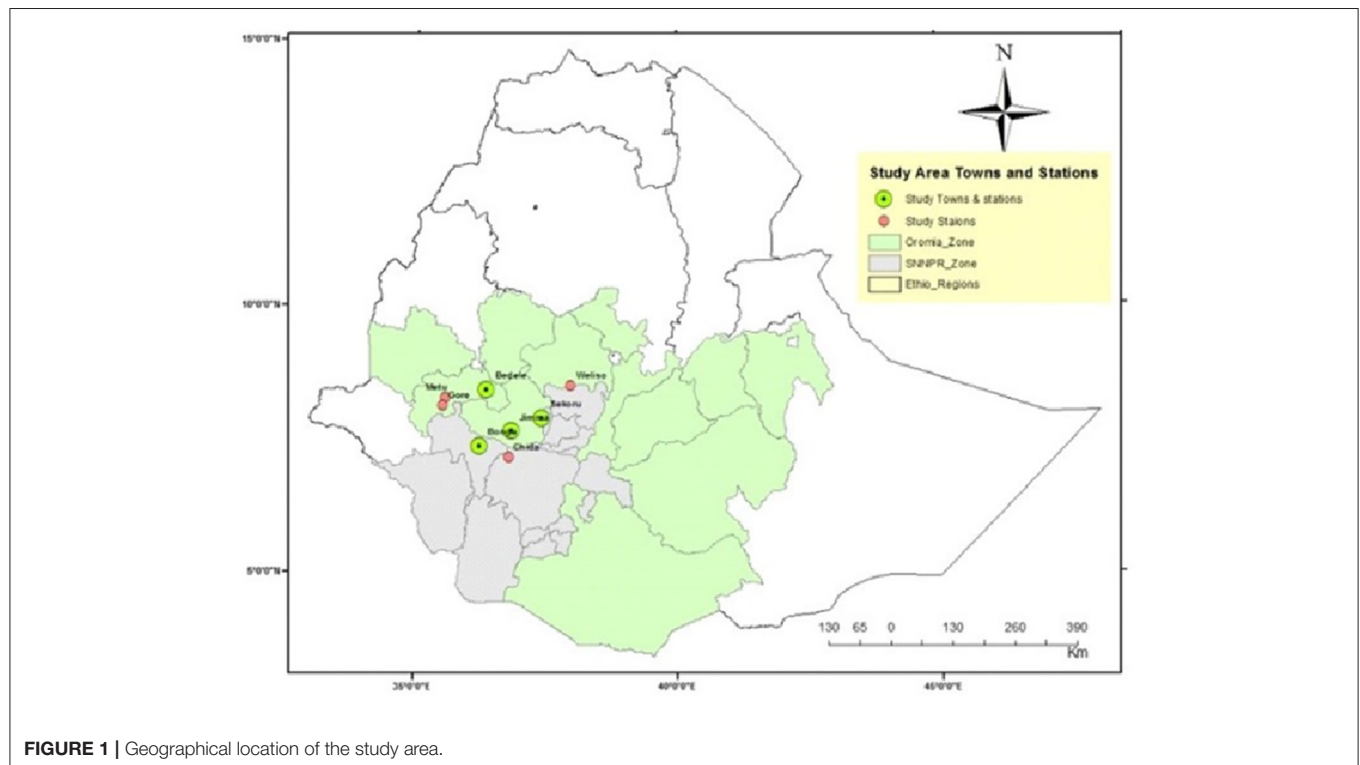 15°0'0"N
N
Study Area Towns and Stations
Study Towns & stations
Study Staions
Oromia_Zone
SNNPR_Zone
Ethio_Regions
10°0'0"N
Bedele
Weliso
Metu
Gore
Sekoru
Jimma
Bonga
Chida
5°0'0"N
130 65 0 130 260 390
Km
35°0'0"E 40°0'0"E 45°0'0"E
FIGURE 1 | Geographical location of the study area.